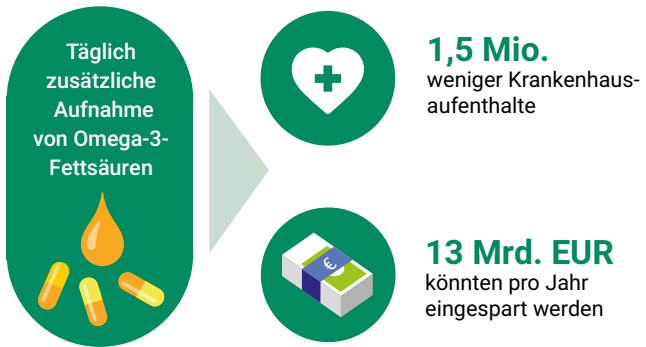 Täglich
zusätzliche
Aufnahme
von Omega-3-
Fettsäuren
1,5 Mio.
weniger Krankenhaus-
aufenthalte
€
13 Mrd. EUR
könnten pro Jahr
eingespart werden